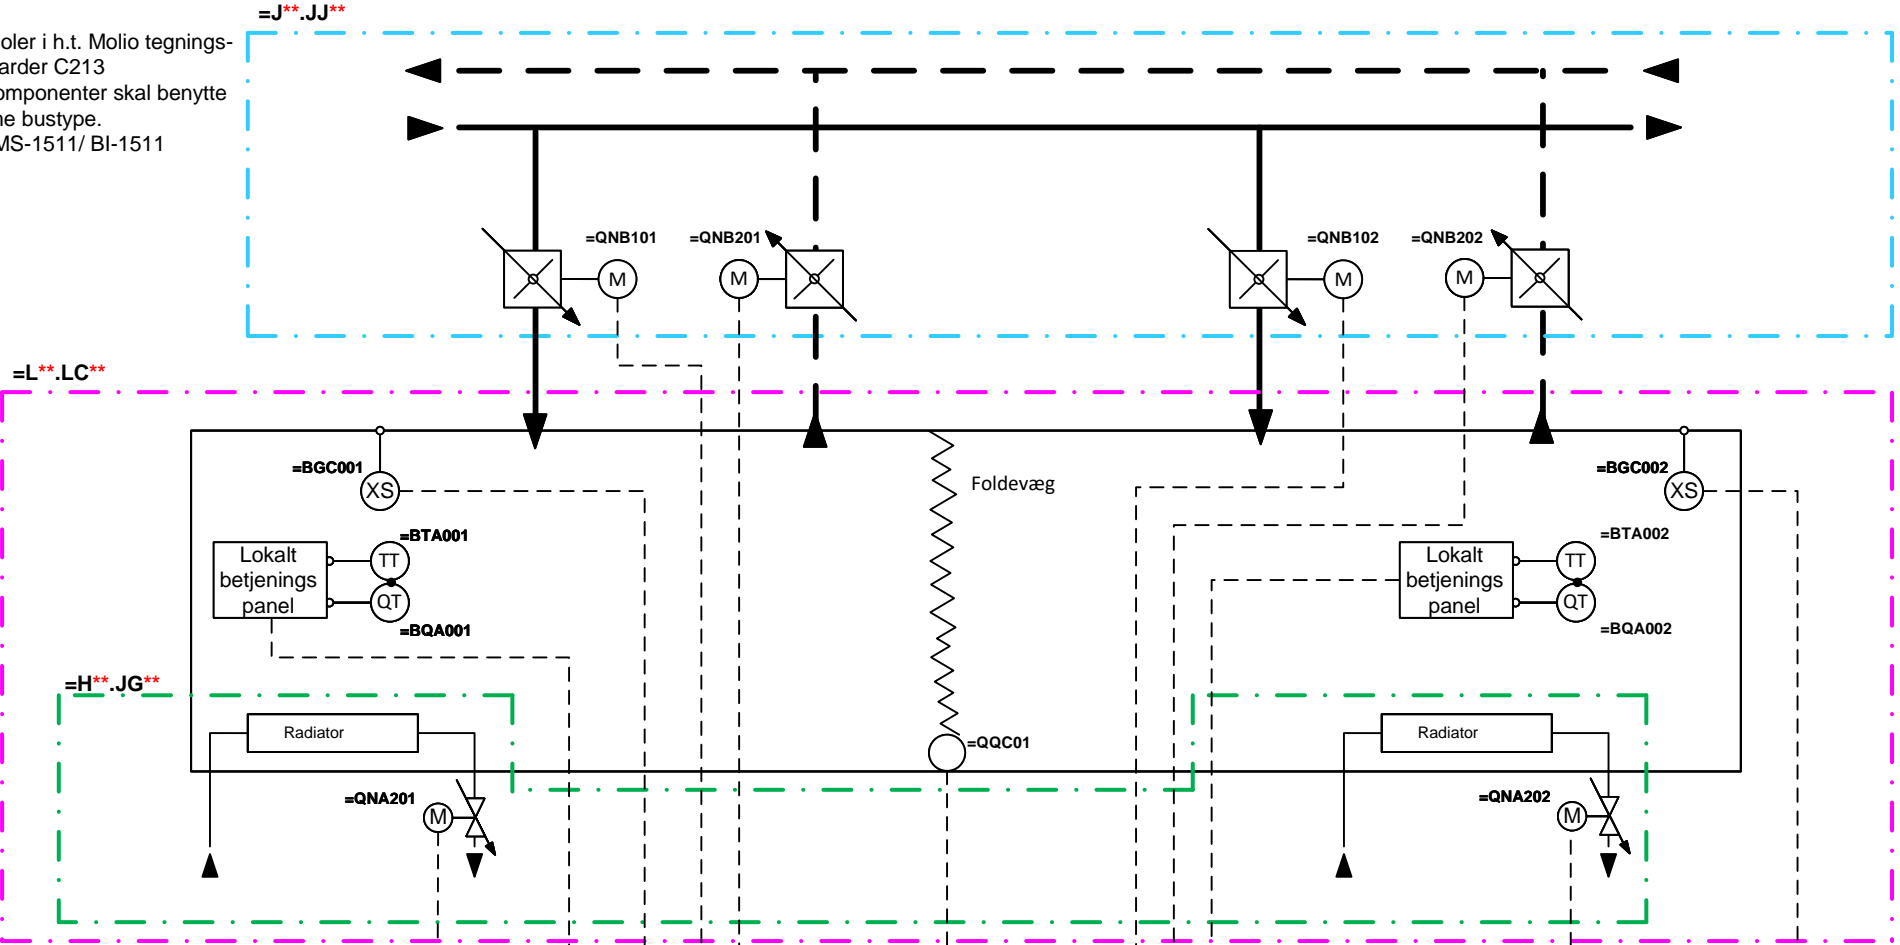 =J**.JJ**
oler i h.t. Molio tegnings-
arder C213
omponenter skal benytte
ne bustype.
MS-1511/ BI-1511
=QNB101
=QNB201
=QNB102
=QNB202
M
M
M
M
=L**.LC**
=BGC001
XS
Foldevæg
=BGC002
XS
=BTA001
Lokalt
betjenings
panel
TT
QT
=BQA001
=BTA002
Lokalt
betjenings
panel
TT
QT
=BQA002
=H**.JG**
Radiator
=QQC01
Radiator
=QNA201
M
=QNA202
M